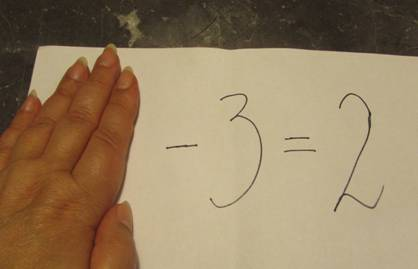 - 3 = 2